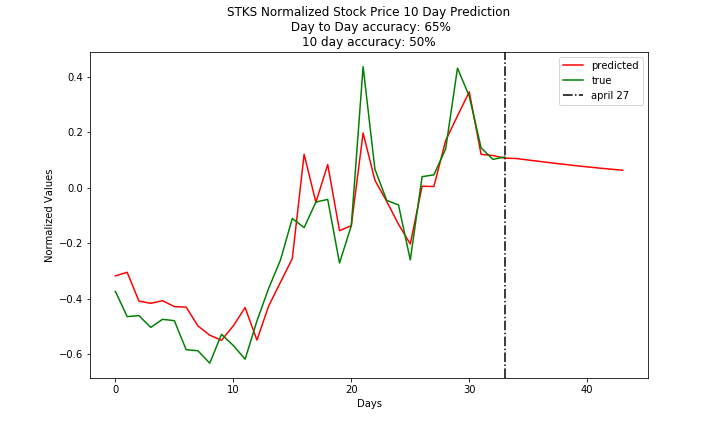 STKS Normalized Stock Price 10 Day Prediction
Day to Day accuracy: 65%
10 day accuracy: 50%
predicted
true
april 27
0.4
0.2
0.0
−0.2
−0.4
−0.6
Normalized Values
0 10 20 30 40
Days